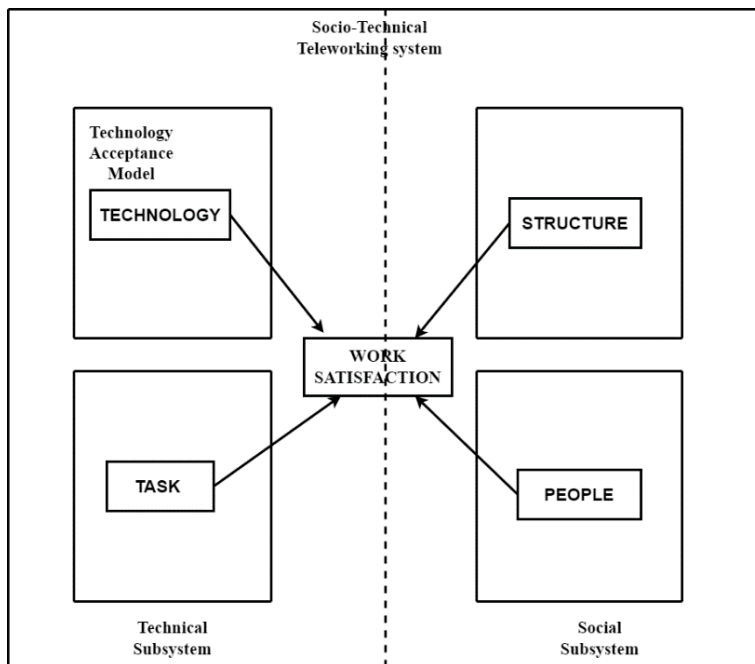 Socio-Technical
Teleworking system
Technology
Acceptance
Model
TECHNOLOGY
STRUCTURE
WORK
SATISFACTION
TASK
PEOPLE
Technical
Subsystem
Social
Subsystem